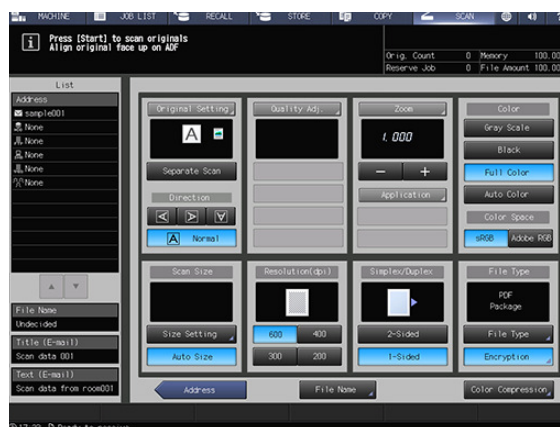 MACHINE JOB LIST RECALL STORE COPY SCAN
Press [Start] to scan originals
Align original face up on ADF
Orig. Count 0 Memory 100.00
Reserve Job 0 File Amount 100.00
List
Address
sample001
None
None
None
None
None
File Name
Undecided
Title (E-mail)
Scan data 001
Text (E-mail)
Scan data from room001
Original Setting
A
Separate Scan
Direction
A A A
A Normal
Quality Adj.
Zoom
1.000
- +
Application
Color
Gray Scale
Black
Full Color
Auto Color
Color Space
sRGB Adobe RGB
Scan Size
Size Setting
Auto Size
Resolution(dpi)
600 400
300 200
Simplex/Duplex
2-Sided
1-Sided
File Type
PDF
Package
File Type
Encryption
Address File Name Color Compression